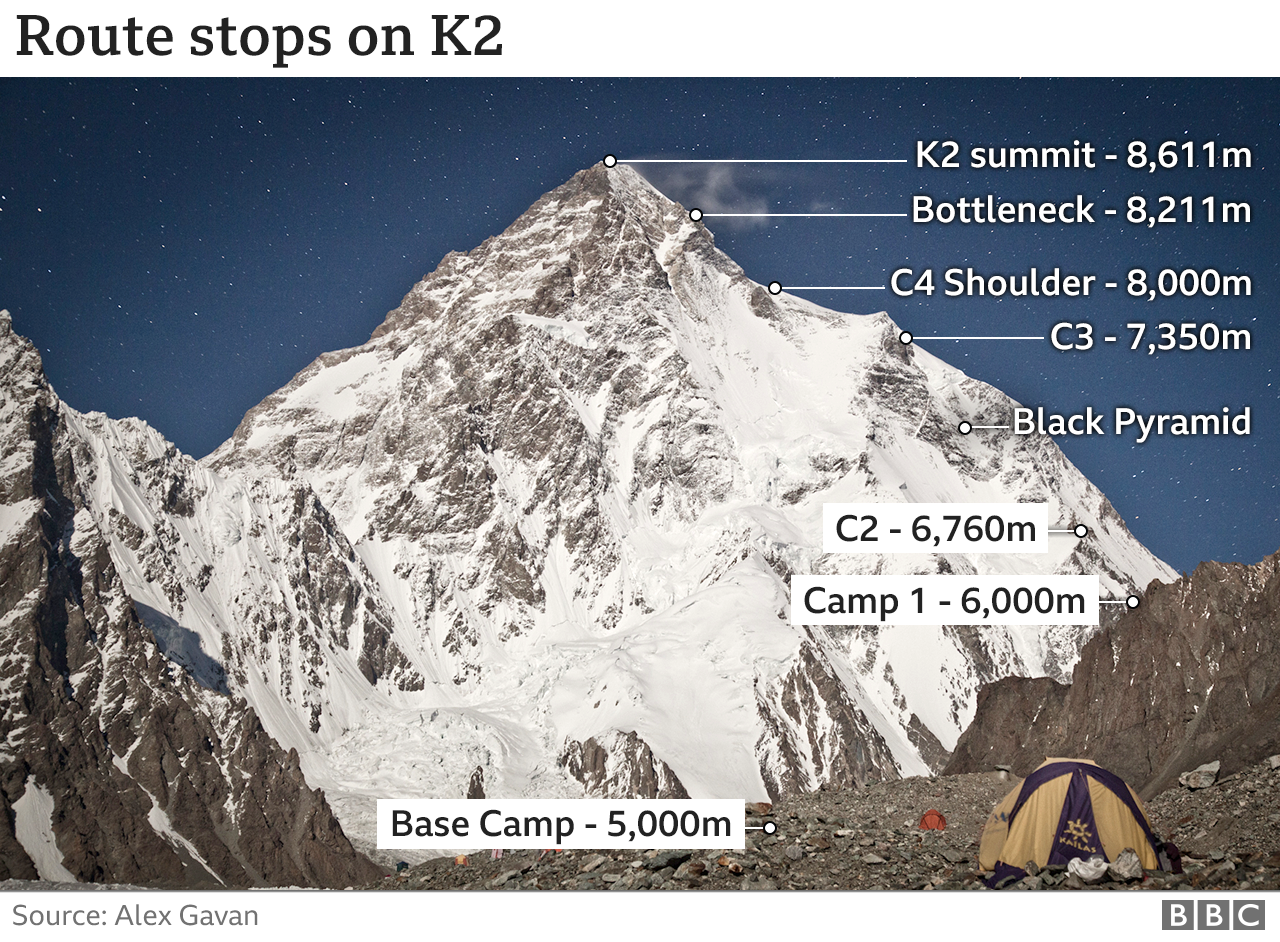 Route stops on K2
K2 summit - 8,611m
Bottleneck - 8,211m
C4 Shoulder - 8,000m
C3 - 7,350m
Black Pyramid
C2 - 6,760m
Camp 1 - 6,000m
Base Camp - 5,000m
KAILAS
Source: Alex Gavan
BBC